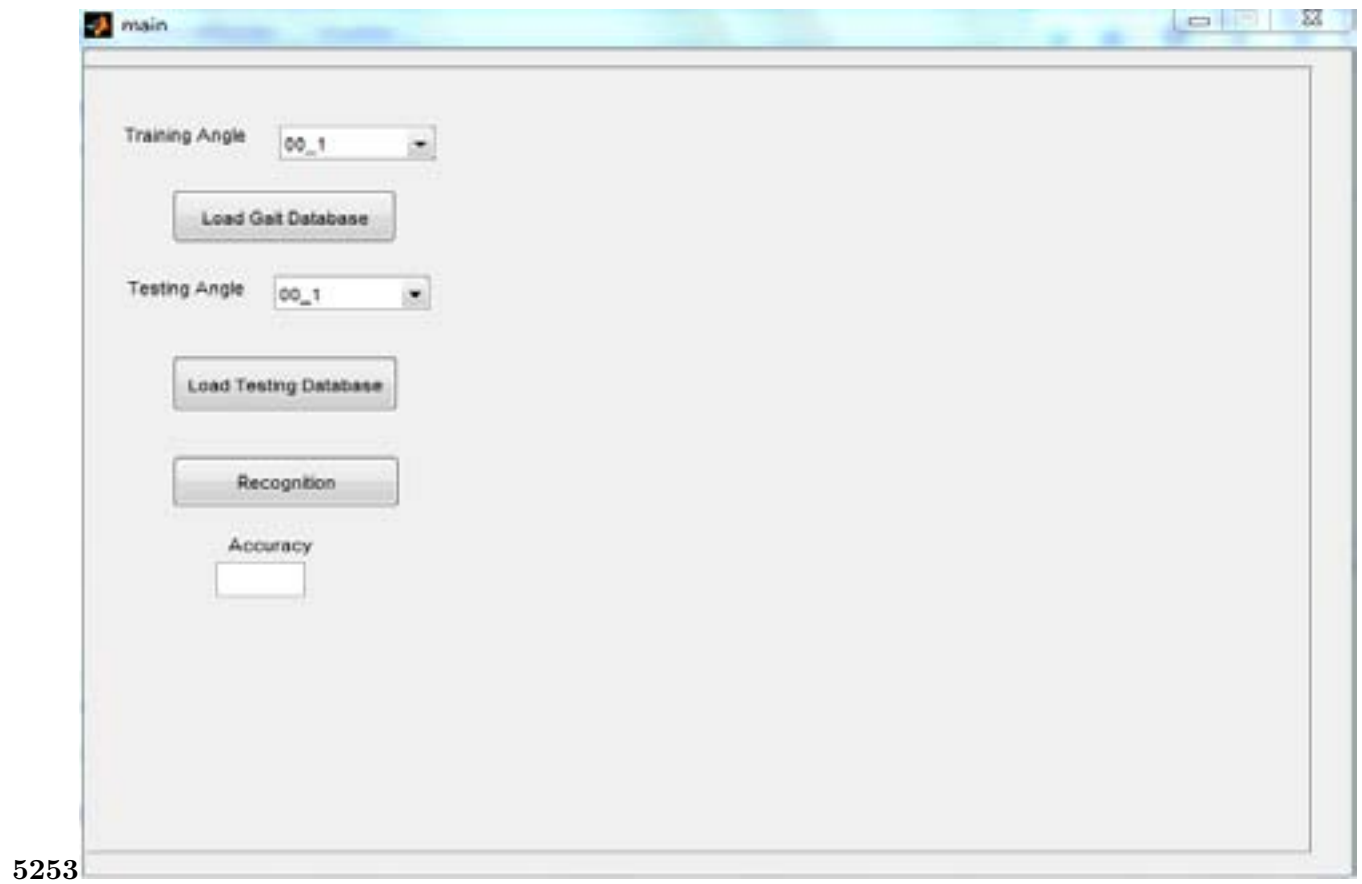 main
Training Angle
00_1
Load Gait Database
Testing Angle
00_1
Load Testing Database
Recognition
Accuracy
5253